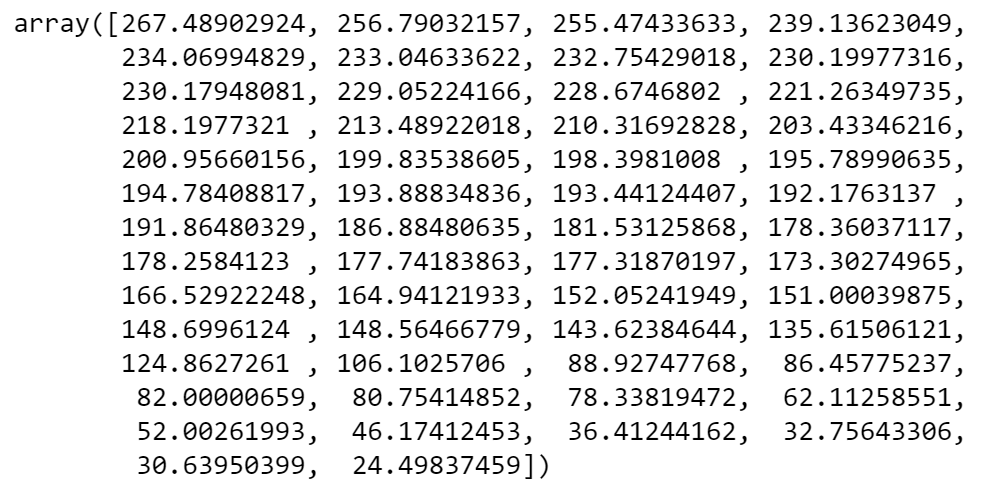 array([267.48902924, 256.79032157, 255.47433633, 239.13623049,
       234.06994829, 233.04633622, 232.75429018, 230.19977316,
       230.17948081, 229.05224166, 228.6746802 , 221.26349735,
       218.1977321 , 213.48922018, 210.31692828, 203.43346216,
       200.95660156, 199.83538605, 198.3981008 , 195.78990635,
       194.78408817, 193.88834836, 193.44124407, 192.1763137 ,
       191.86480329, 186.88480635, 181.53125868, 178.36037117,
       178.2584123 , 177.74183863, 177.31870197, 173.30274965,
       166.52922248, 164.94121933, 152.05241949, 151.00039875,
       148.6996124 , 148.56466779, 143.62384644, 135.61506121,
       124.8627261 , 106.1025706 ,  88.92747768,  86.45775237,
        82.00000659,  80.75414852,  78.33819472,  62.11258551,
        52.00261993,  46.17412453,  36.41244162,  32.75643306,
        30.63950399,  24.49837459])